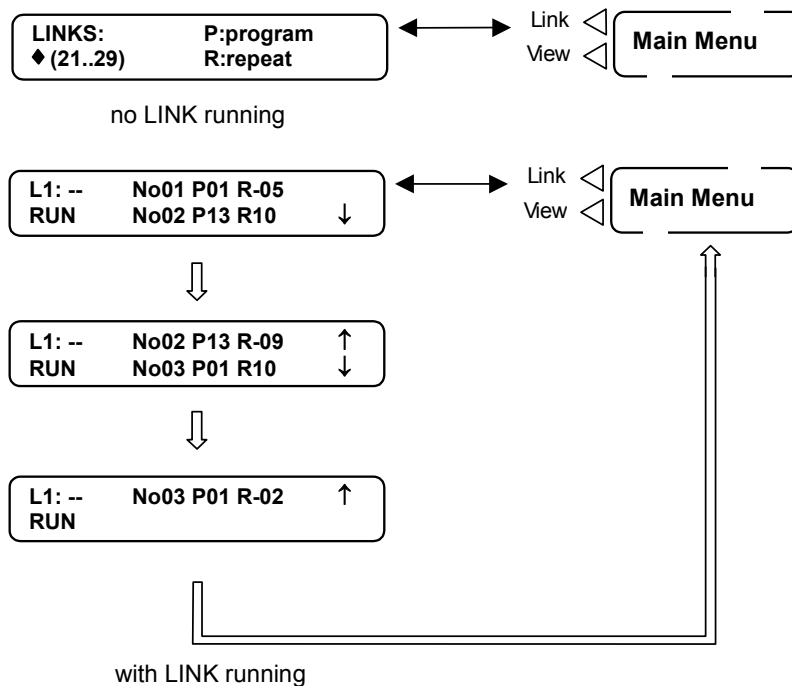 LINKS: P:program
♦ (21..29) R:repeat
Link
View
Main Menu
no LINK running
L1: -- No01 P01 R-05
RUN No02 P13 R10 ↓
Link
View
Main Menu
L1: -- No02 P13 R-09 ↑
RUN No03 P01 R10 ↓
L1: -- No03 P01 R-02 ↑
RUN
with LINK running